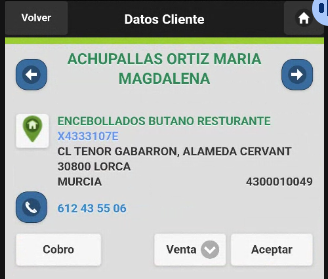 Volver
Datos Cliente
ACHUPALLAS ORTIZ MARIA
MAGDALENA
ENCEBOLLADOS BUTANO RESTURANTE
X4333107E
CL TENOR GABARRON, ALAMEDA CERVANT
30800 LORCA
MURCIA 4300010049
612 43 55 06
Cobro
Venta
Aceptar